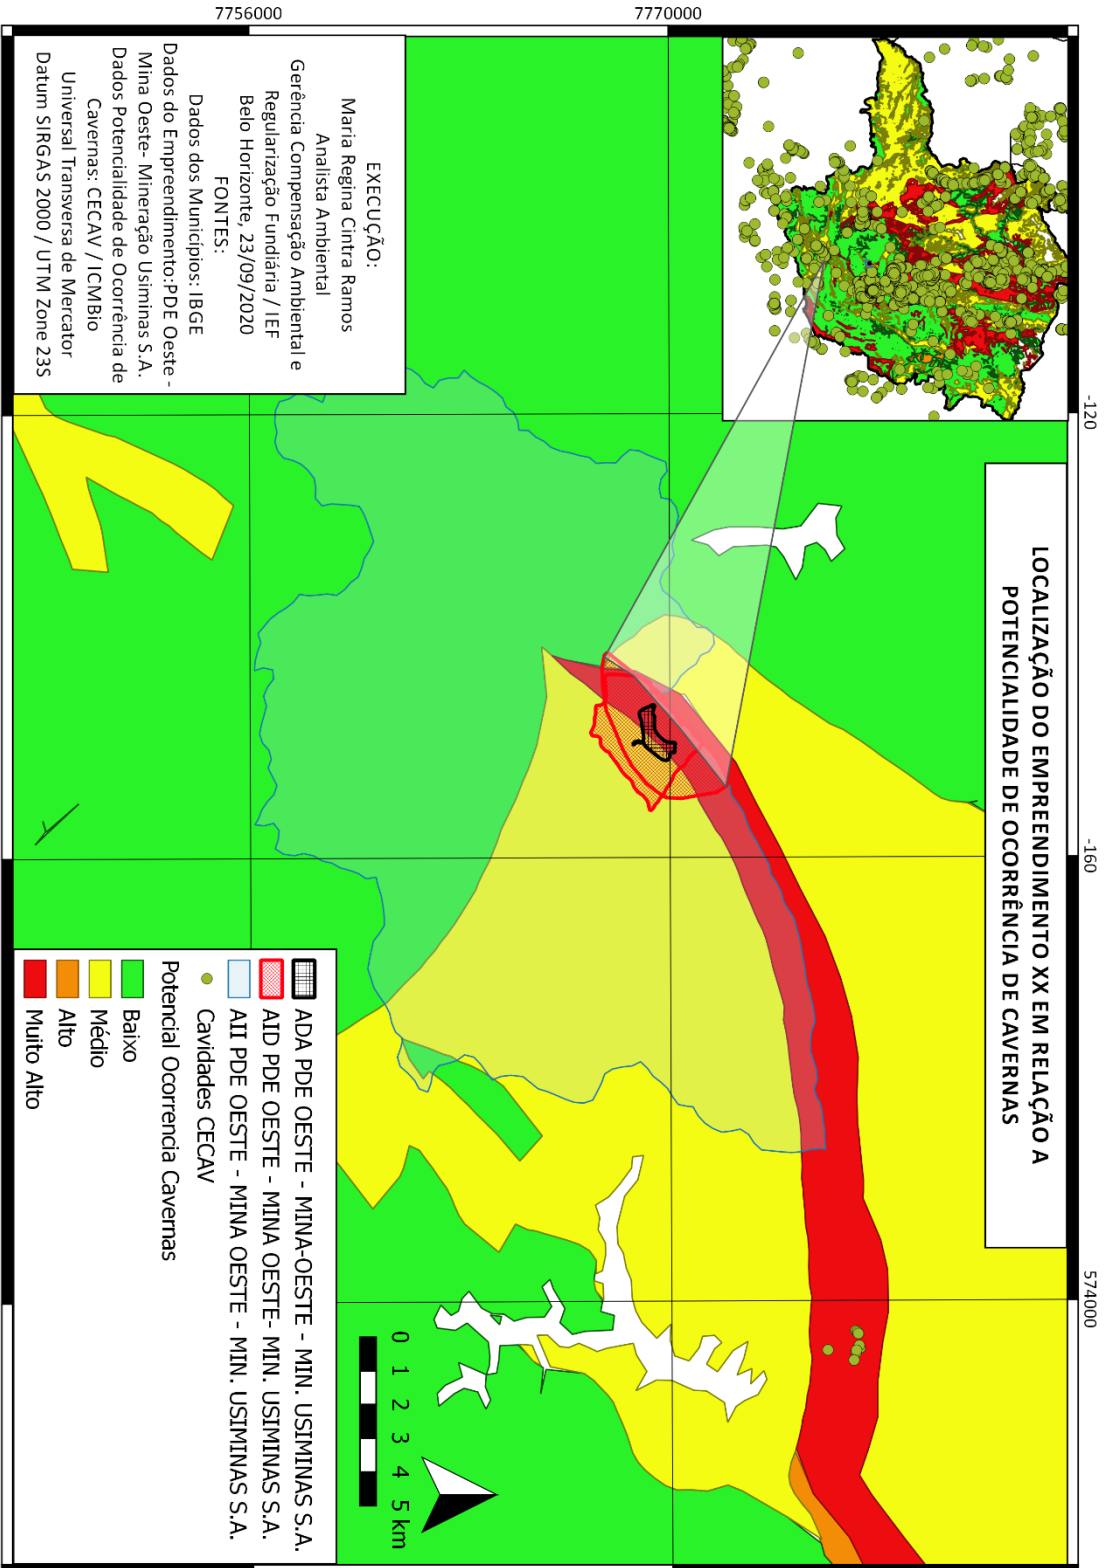 LOCALIZAÇÃO DO EMPREENDIMENTO XX EM RELAÇÃO A
POTENCIALIDADE DE OCORRÊNCIA DE CAVERNAS
-120
-160
574000
7770000
7756000
EXECUÇÃO:
Maria Regina Cintra Ramos
Analista Ambiental
Gerência Compensação Ambiental e
Regularização Fundiária / IEF
Belo Horizonte, 23/09/2020
FONTES:
Dados dos Municípios: IBGE
Dados do Empreendimento:PDE Oeste -
Mina Oeste- Mineração Usiminas S.A.
Dados Potencialidade de Ocorrência de
Cavernas: CECAV / ICMBio
Universal Transversa de Mercator
Datum SIRGAS 2000 / UTM Zone 23S
0 1 2 3 4 5 km
ADA PDE OESTE - MINA-OESTE - MIN. USIMINAS S.A.
AID PDE OESTE - MINA OESTE- MIN. USIMINAS S.A.
AII PDE OESTE - MINA OESTE - MIN. USIMINAS S.A.
Cavidades CECAV
Potencial Ocorrencia Cavernas
Baixo
Médio
Alto
Muito Alto